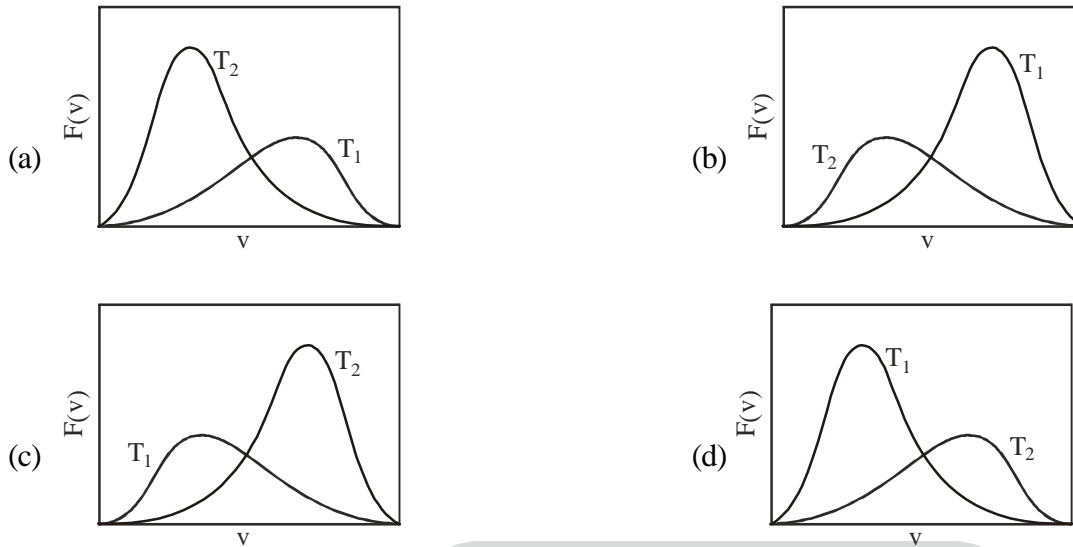 (a)
F(v)
T₂
T₁
v
(b)
F(v)
T₁
T₂
v
(c)
F(v)
T₂
T₁
v
(d)
F(v)
T₁
T₂
v